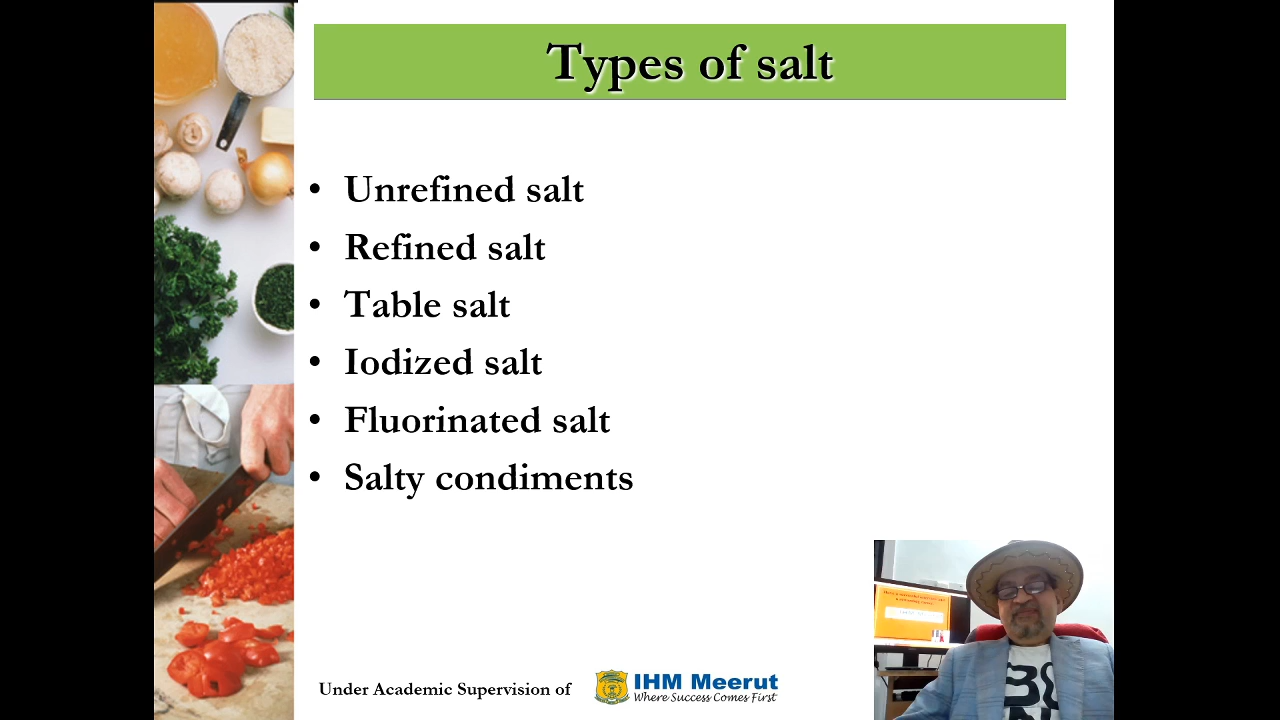 Types of salt
• Unrefined salt
• Refined salt
• Table salt
• Iodized salt
• Fluorinated salt
• Salty condiments
Under Academic Supervision of
IHM Meerut
Where Success Comes First